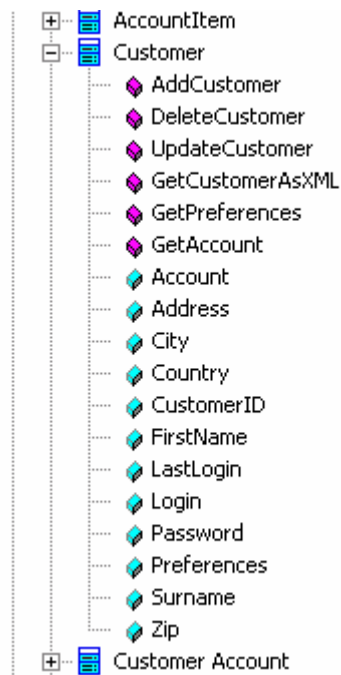 AccountItem
Customer
AddCustomer
DeleteCustomer
UpdateCustomer
GetCustomerAsXML
GetPreferences
GetAccount
Account
Address
City
Country
CustomerID
FirstName
LastLogin
Login
Password
Preferences
Surname
Zip
Customer Account